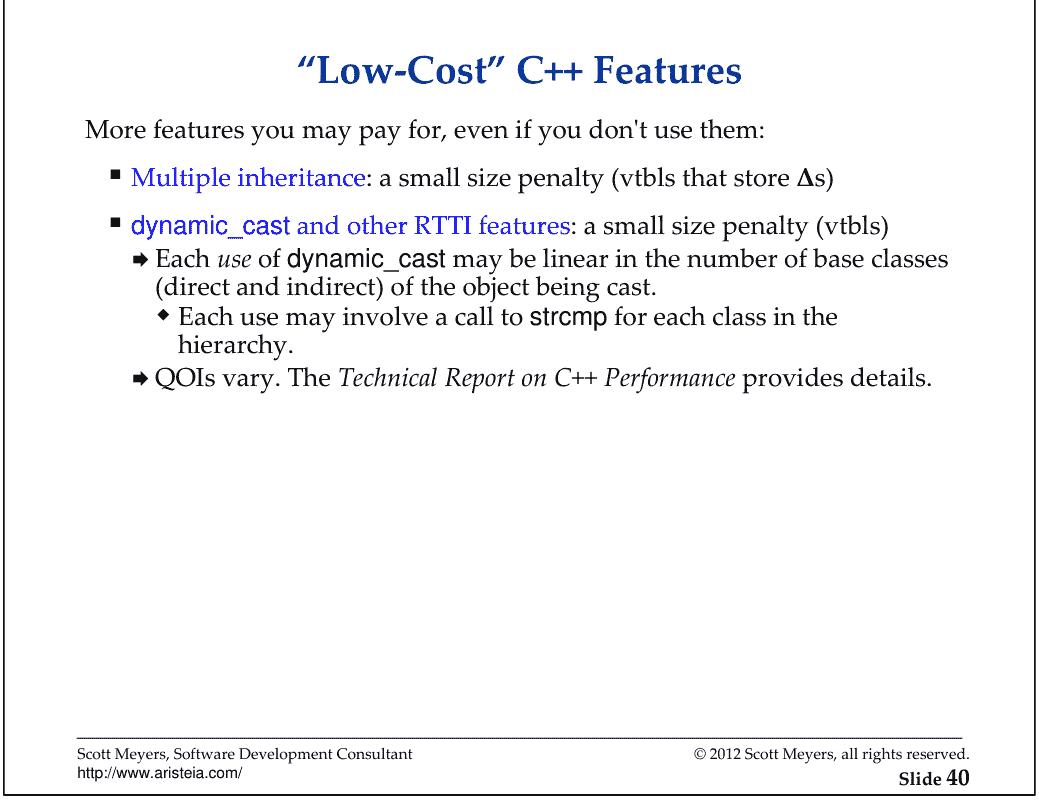 “Low-Cost” C++ Features
More features you may pay for, even if you don't use them:
▪ Multiple inheritance: a small size penalty (vtbls that store Δs)
▪ dynamic_cast and other RTTI features: a small size penalty (vtbls)
➡ Each use of dynamic_cast may be linear in the number of base classes
(direct and indirect) of the object being cast.
◆ Each use may involve a call to strcmp for each class in the
hierarchy.
➡ QOIs vary. The Technical Report on C++ Performance provides details.
Scott Meyers, Software Development Consultant
http://www.aristeia.com/
© 2012 Scott Meyers, all rights reserved.
Slide 40